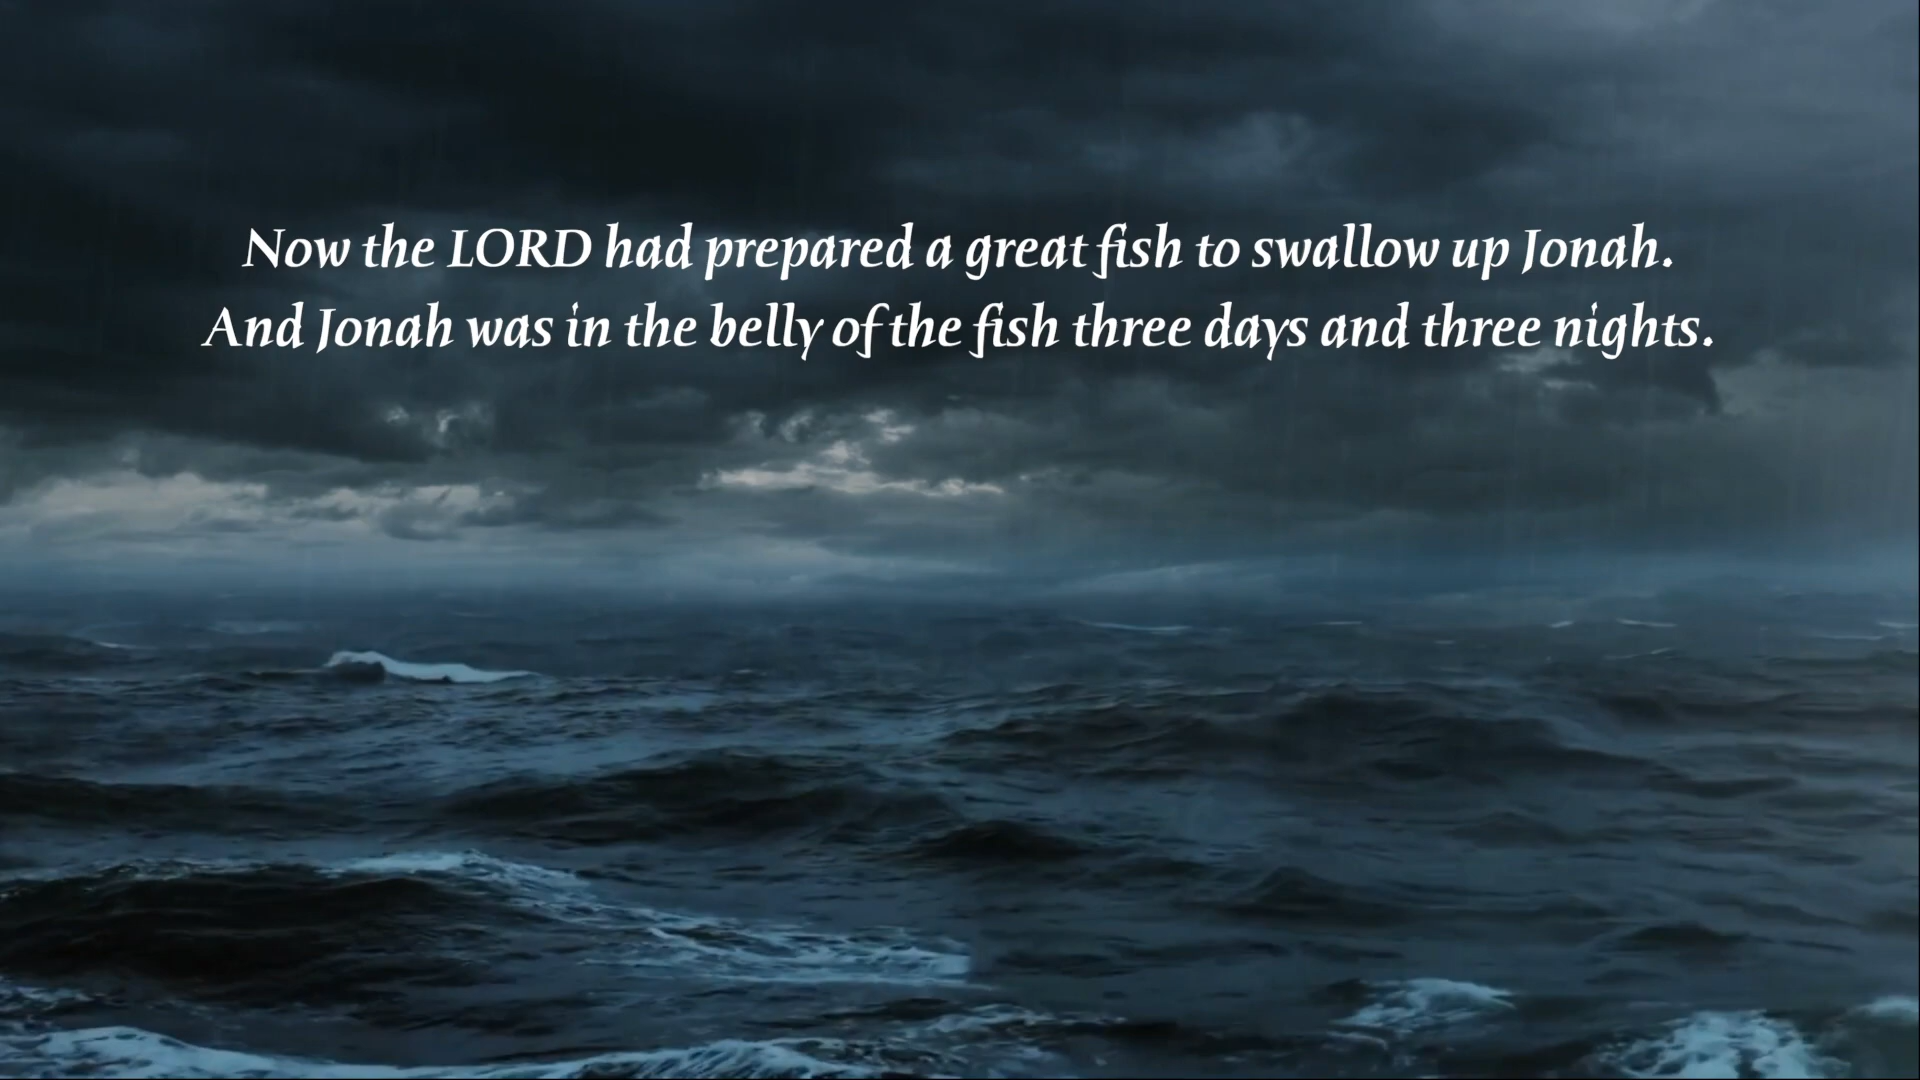 Now the LORD had prepared a great fish to swallow up Jonah.
And Jonah was in the belly of the fish three days and three nights.